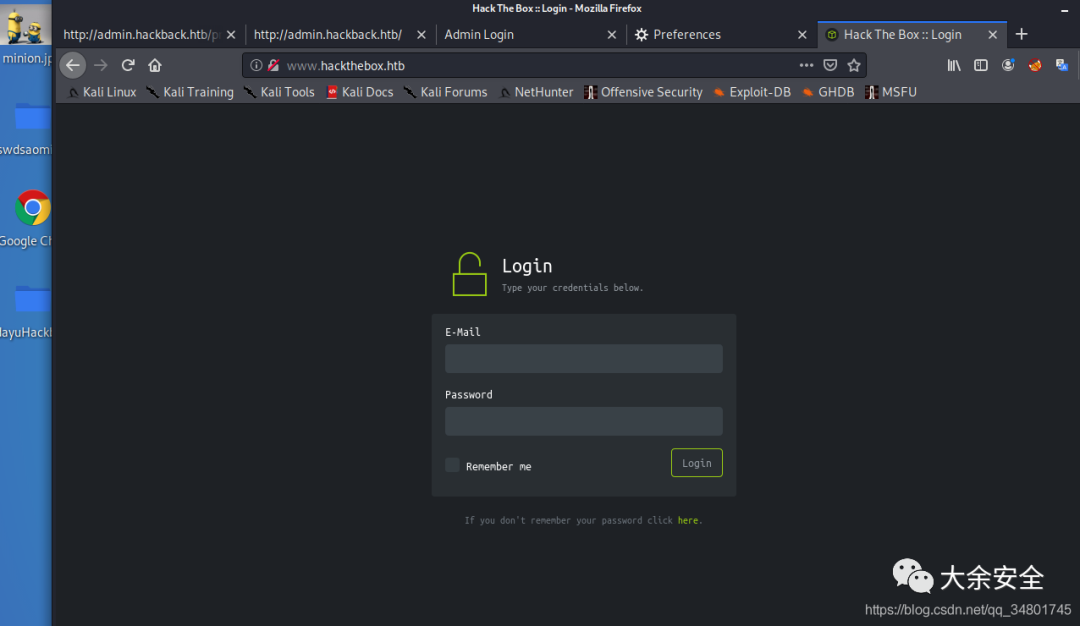 Hack The Box :: Login - Mozilla Firefox
http://admin.hackback.htb/
http://admin.hackback.htb/
Admin Login
Preferences
Hack The Box :: Login
www.hackthebox.htb
Kali Linux
Kali Training
Kali Tools
Kali Docs
Kali Forums
NetHunter
Offensive Security
Exploit-DB
GHDB
MSFU
minion.jp
swdsaomi
Google Ch
Login
Type your credentials below.
E-Mail
Password
Remember me
Login
If you don't remember your password click here.
大余安全
https://blog.csdn.net/qq_34801745